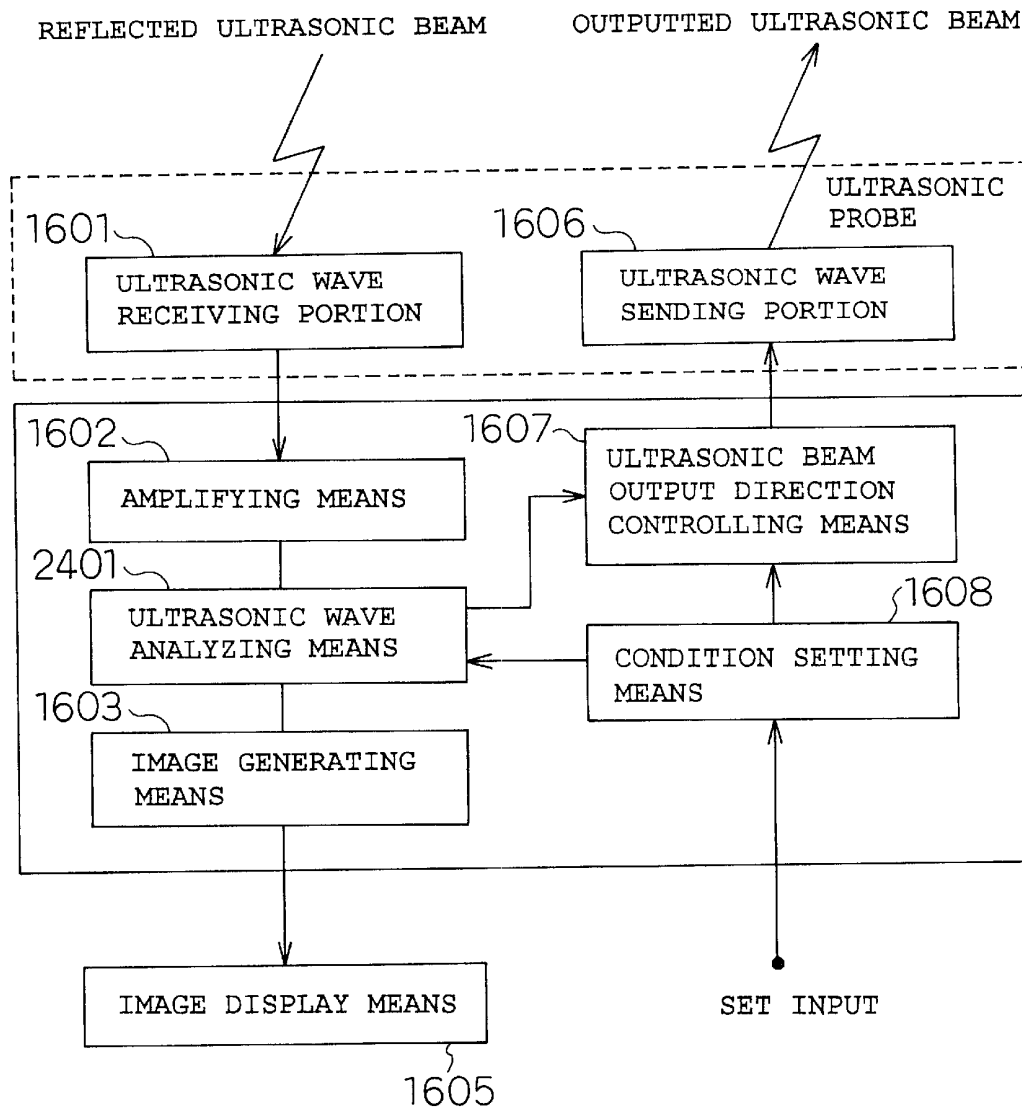 REFLECTED ULTRASONIC BEAM
OUTPUTTED ULTRASONIC BEAM
ULTRASONIC
PROBE
1601
ULTRASONIC WAVE
RECEIVING PORTION
1606
ULTRASONIC WAVE
SENDING PORTION
1602
AMPLIFYING MEANS
1607
ULTRASONIC BEAM
OUTPUT DIRECTION
CONTROLLING MEANS
2401
ULTRASONIC WAVE
ANALYZING MEANS
1608
CONDITION SETTING
MEANS
1603
IMAGE GENERATING
MEANS
IMAGE DISPLAY MEANS
1605
SET INPUT